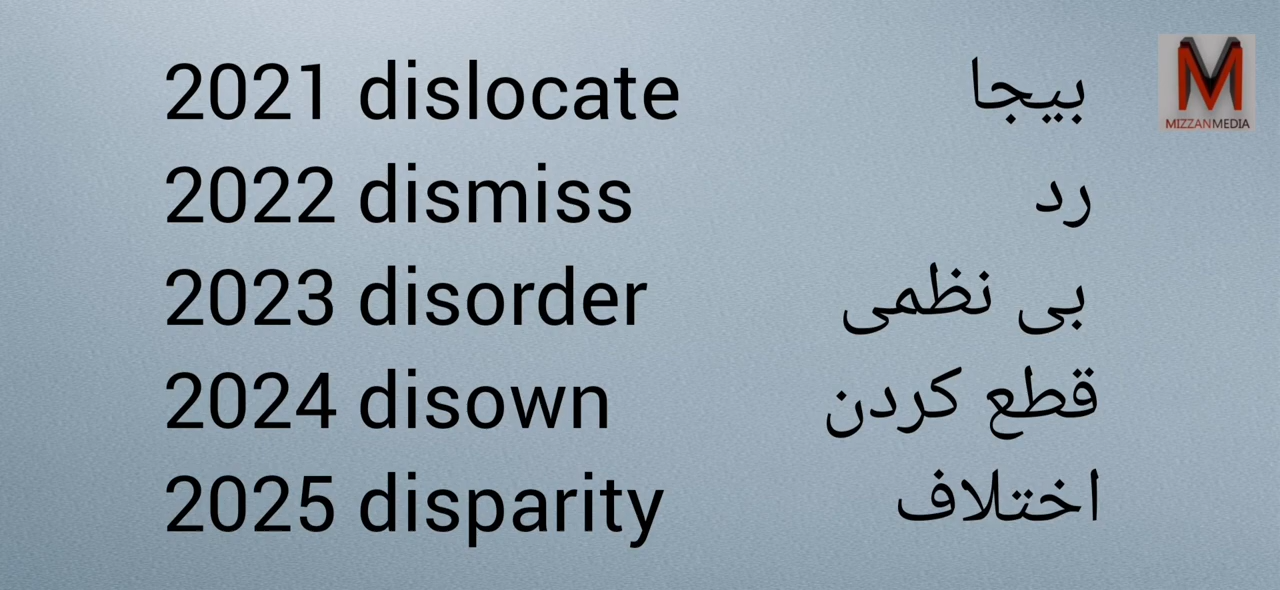 2021 dislocate بیجا
MIZZANMEDIA
2022 dismiss رد
2023 disorder بی نظمی
2024 disown قطع کردن
2025 disparity اختلاف